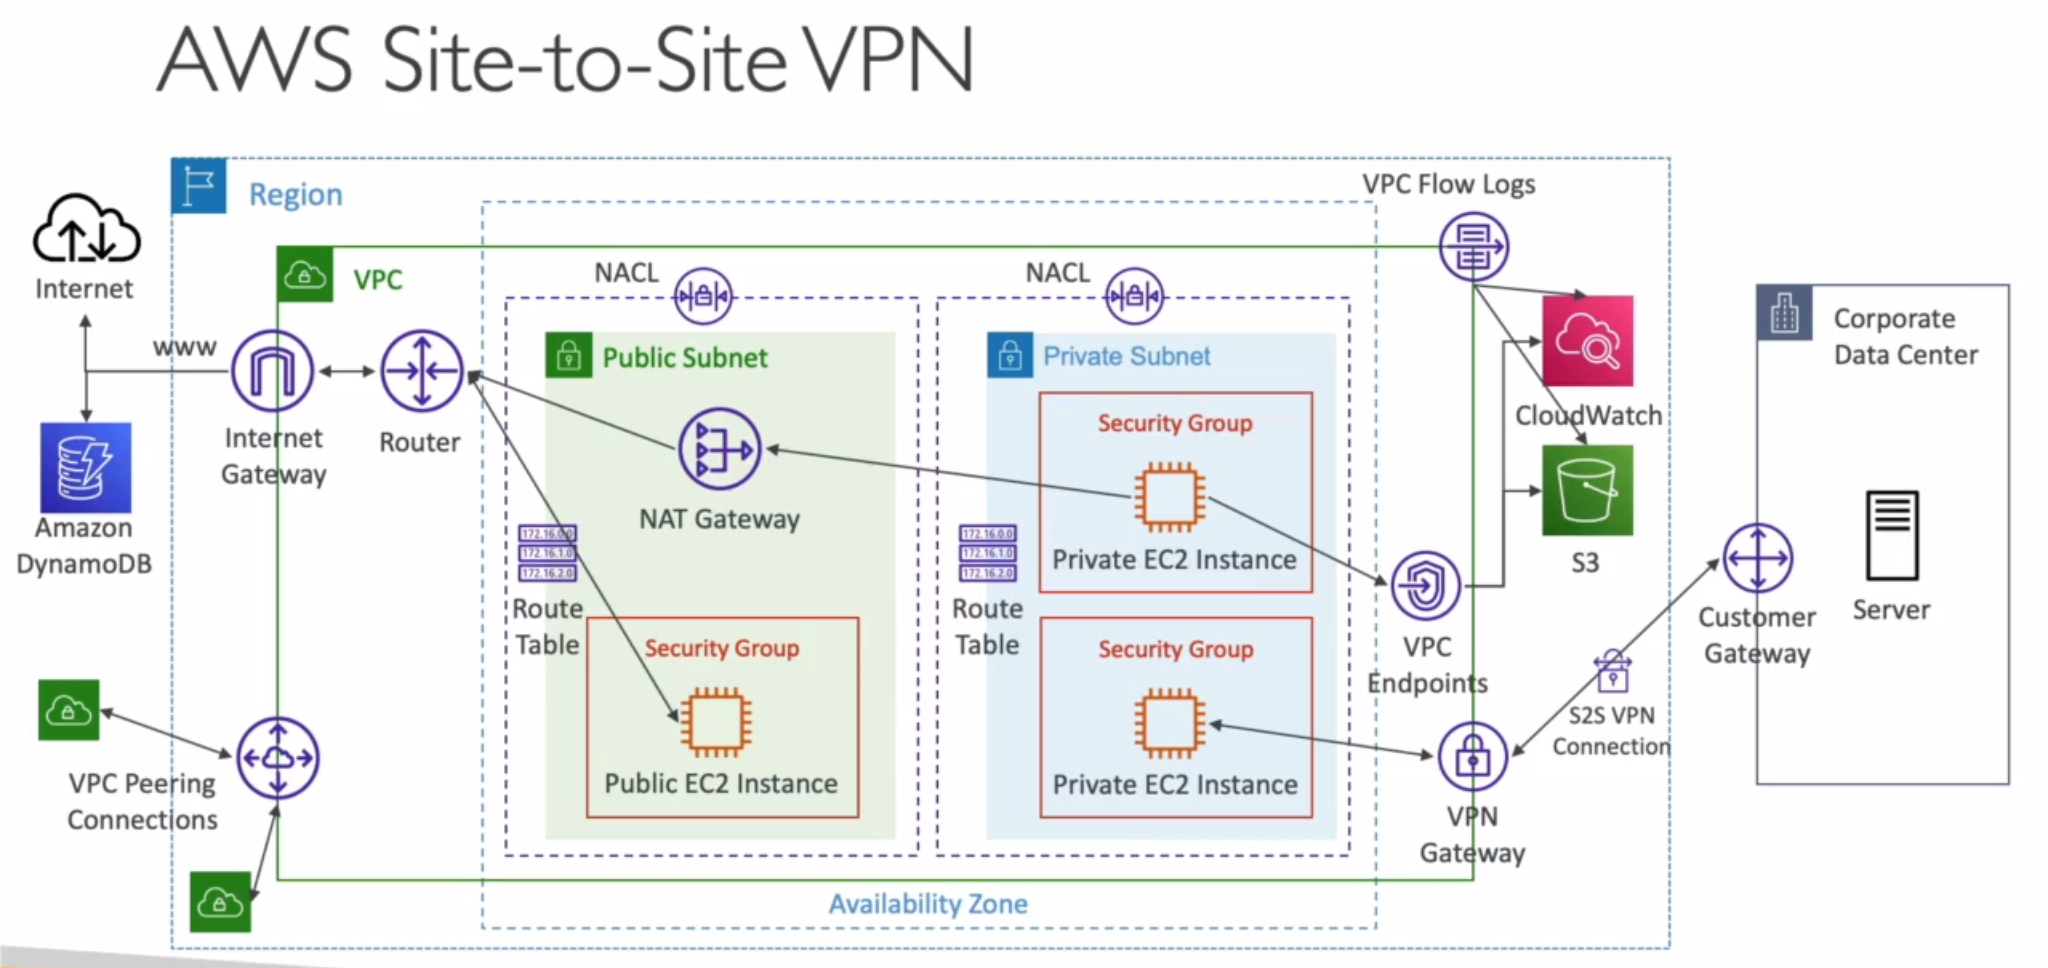 AWS Site-to-Site VPN
Region
VPC Flow Logs
Internet
VPC
NACL
NACL
www
Internet
Gateway
Router
Amazon
DynamoDB
Public Subnet
NAT Gateway
172.16.0.0
172.16.1.0
172.16.2.0
Route
Table
Security Group
Public EC2 Instance
Private Subnet
Security Group
Private EC2 Instance
172.16.0.0
172.16.1.0
172.16.2.0
Route
Table
Security Group
Private EC2 Instance
CloudWatch
S3
VPC
Endpoints
VPN
Gateway
S2S VPN
Connection
Corporate
Data Center
Customer
Gateway
Server
VPC Peering
Connections
Availability Zone